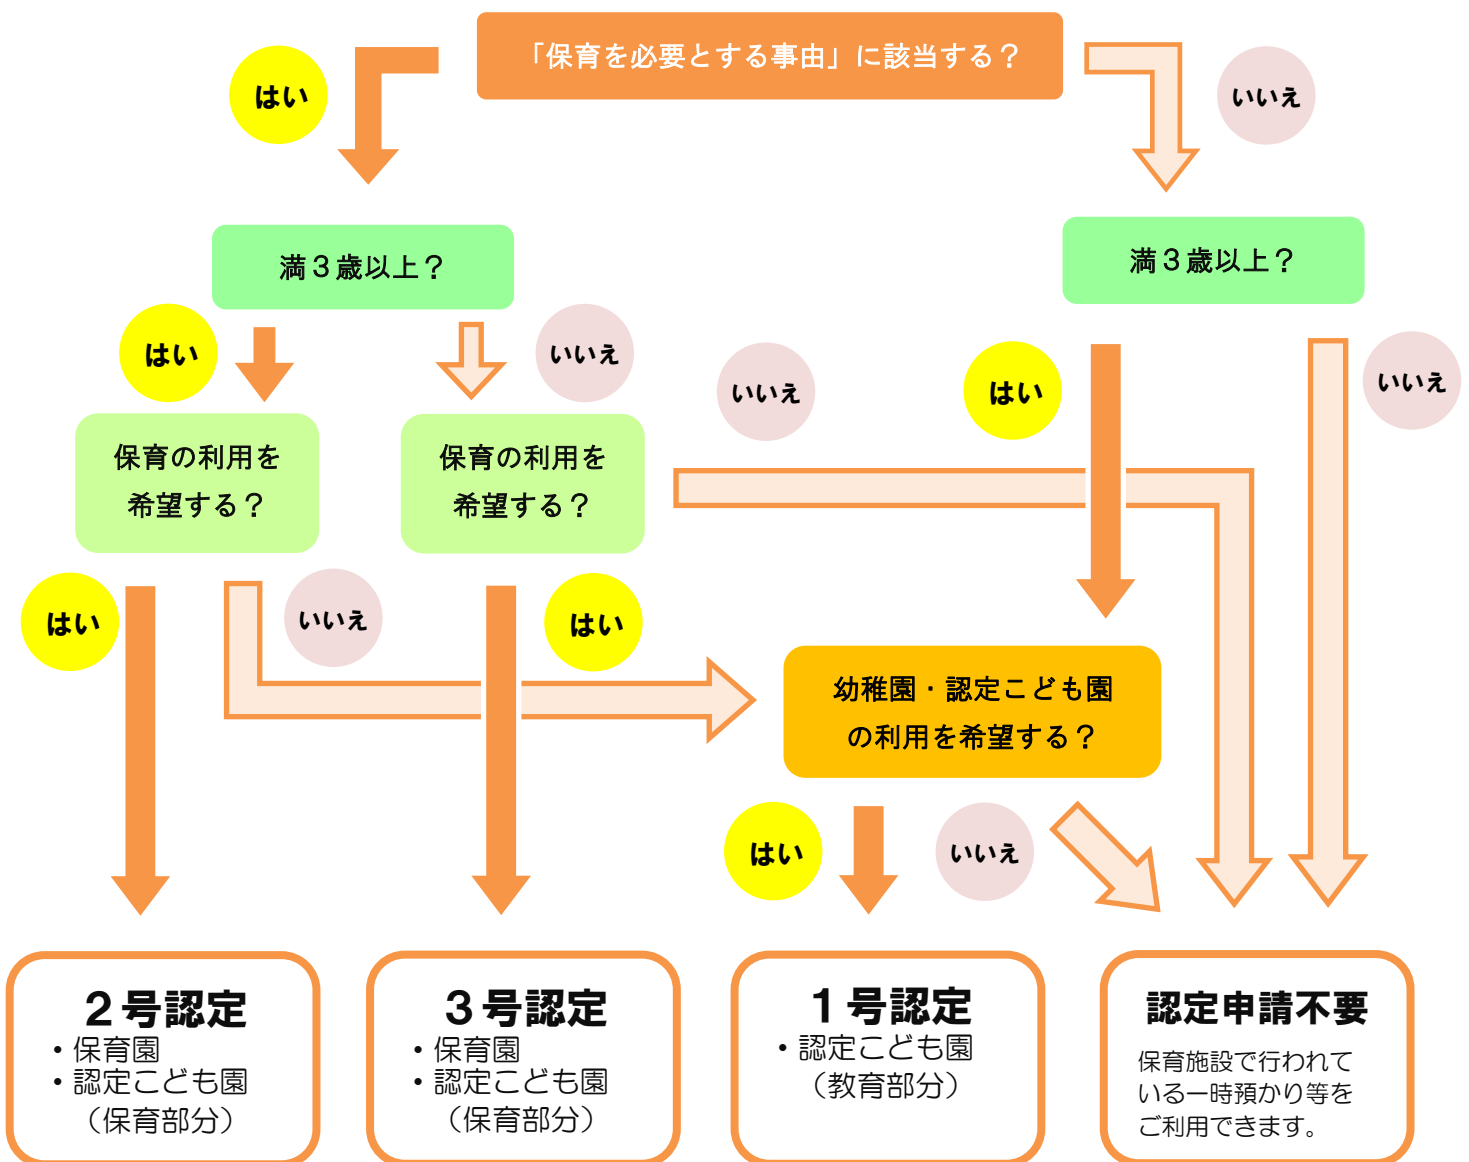 「保育を必要とする事由」に該当する？
はい
いいえ
満３歳以上？
満３歳以上？
はい
いいえ
いいえ
はい
いいえ
保育の利用を
希望する？
保育の利用を
希望する？
はい
いいえ
はい
幼稚園・認定こども園
の利用を希望する？
はい
いいえ
２号認定
・保育園
・認定こども園
（保育部分）
３号認定
・保育園
・認定こども園
（保育部分）
１号認定
・認定こども園
（教育部分）
認定申請不要
保育施設で行われて
いる一時預かり等を
ご利用できます。